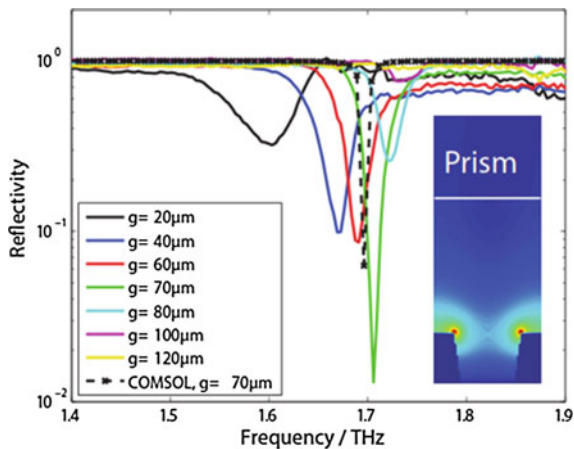 Reflectivity
10⁰
10⁻¹
10⁻²
Prism
g= 20μm
g= 40μm
g= 60μm
g= 70μm
g= 80μm
g= 100μm
g= 120μm
COMSOL, g= 70μm
1.4 1.5 1.6 1.7 1.8 1.9
Frequency / THz